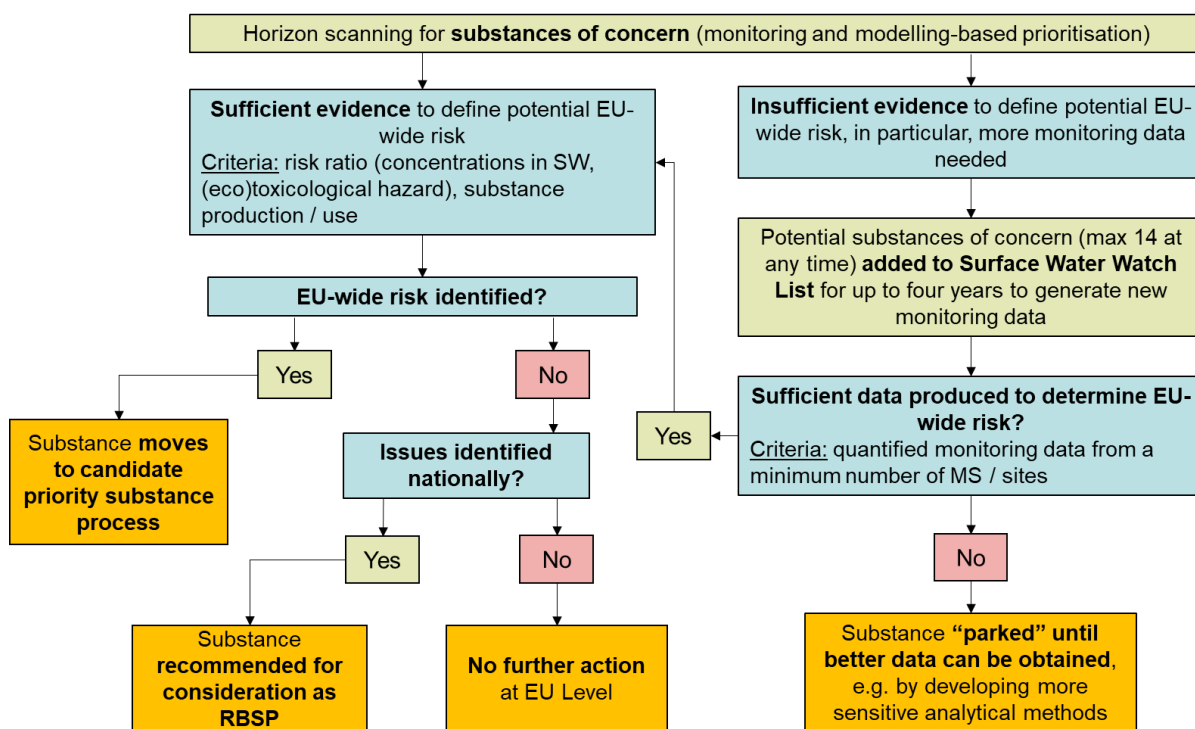 Horizon scanning for substances of concern (monitoring and modelling-based prioritisation)
Sufficient evidence to define potential EU-
wide risk
Criteria: risk ratio (concentrations in SW,
(eco)toxicological hazard), substance
production / use
EU-wide risk identified?
Yes
No
Substance moves
to candidate
priority substance
process
Issues identified
nationally?
Yes
No
Substance
recommended for
consideration as
RBSP
No further action
at EU Level
Insufficient evidence to define potential EU-
wide risk, in particular, more monitoring data
needed
Potential substances of concern (max 14 at
any time) added to Surface Water Watch
List for up to four years to generate new
monitoring data
Sufficient data produced to determine EU-
wide risk?
Criteria: quantified monitoring data from a
minimum number of MS / sites
Yes
No
Substance “parked” until
better data can be obtained,
e.g. by developing more
sensitive analytical methods